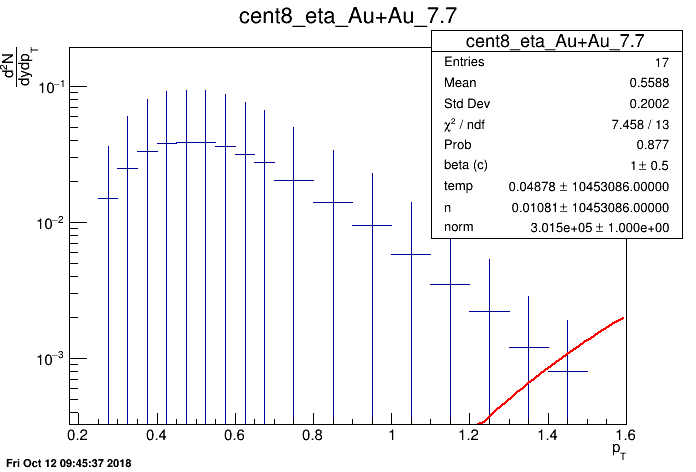 cent8_eta_Au+Au_7.7
d²N
dydp_T
cent8_eta_Au+Au_7.7
Entries 17
Mean 0.5588
Std Dev 0.2002
χ² / ndf 7.458 / 13
Prob 0.877
beta (c) 1 ± 0.5
temp 0.04878 ± 10453086.00000
n 0.01081 ± 10453086.00000
norm 3.015e+05 ± 1.000e+00
10⁻¹
10⁻²
10⁻³
0.2 0.4 0.6 0.8 1 1.2 1.4 1.6
p_T
Fri Oct 12 09:45:37 2018